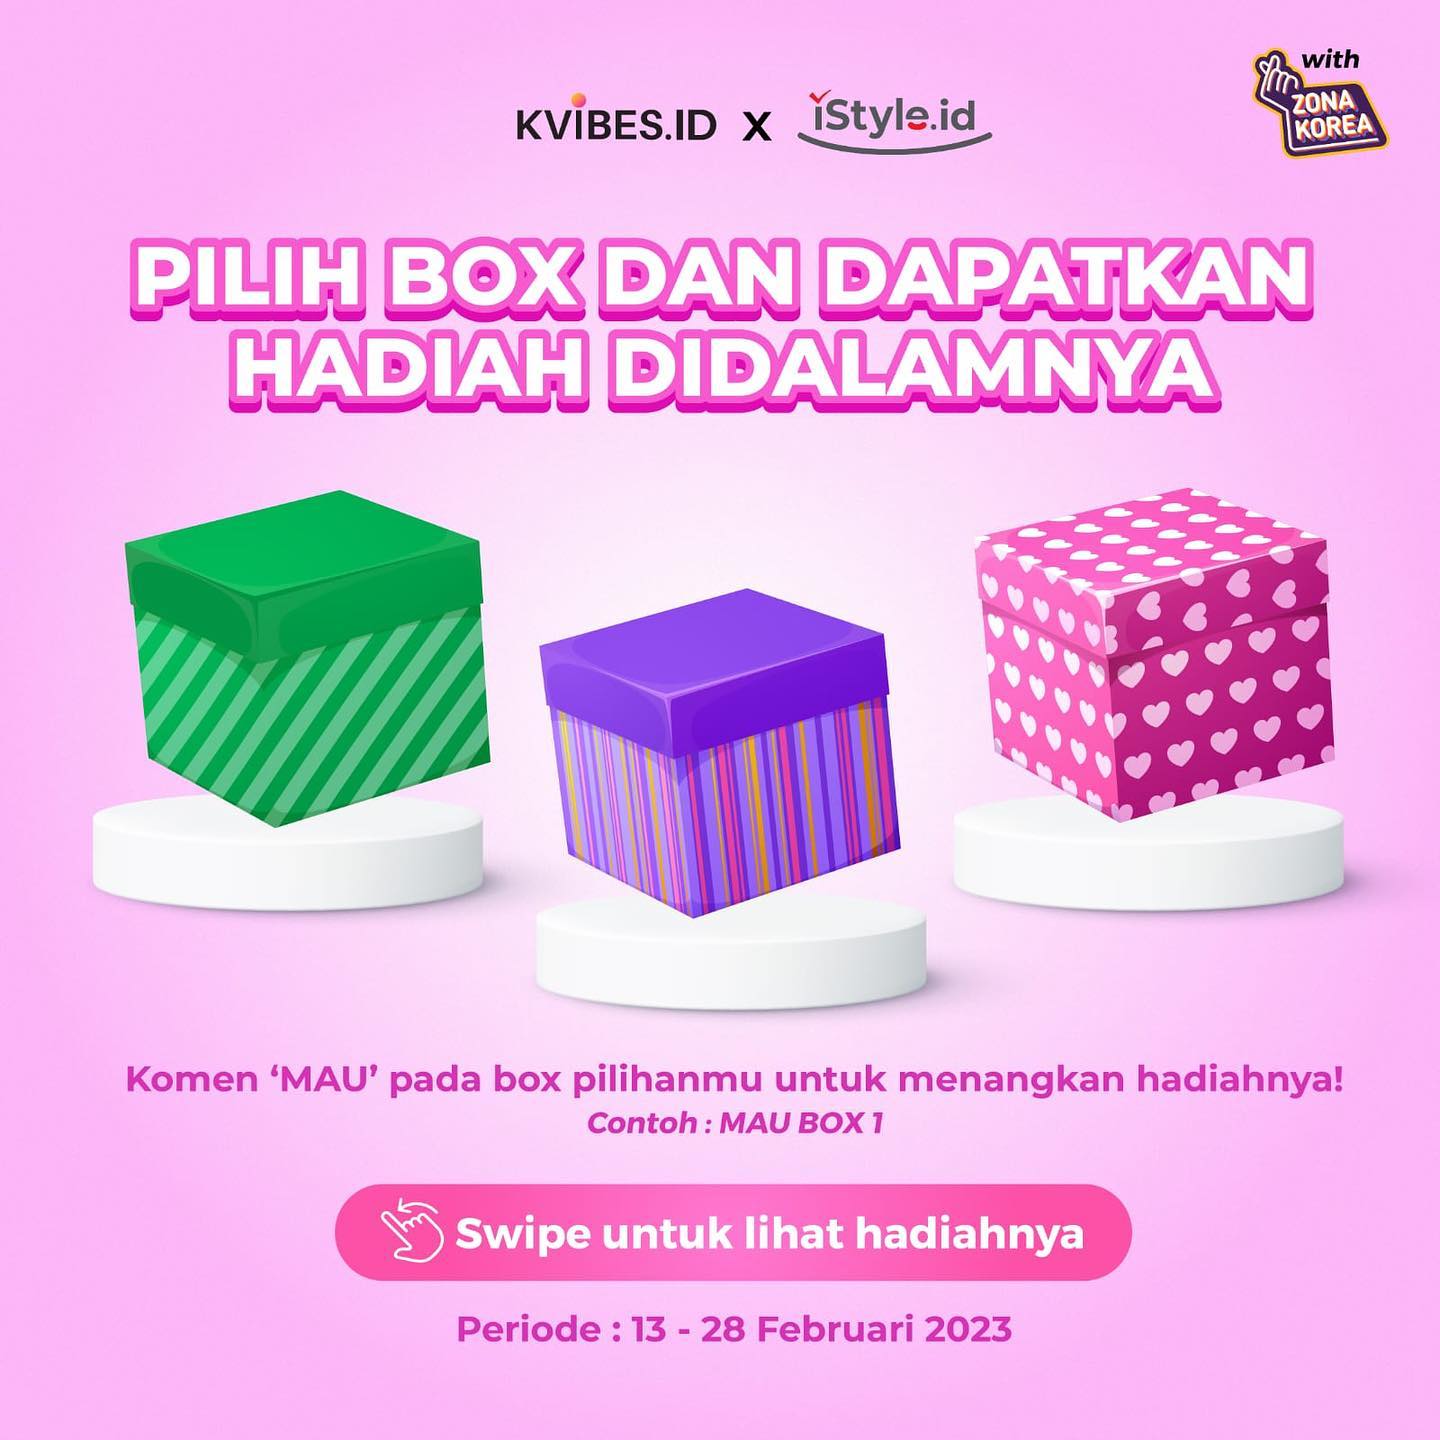 KVIBES.ID X iStyle.id
with
ZONA
KOREA
PILIH BOX DAN DAPATKAN
HADIAH DIDALAMNYA
Komen ‘MAU’ pada box pilihanmu untuk menangkan hadiahnya!
Contoh : MAU BOX 1
Swipe untuk lihat hadiahnya
Periode : 13 - 28 Februari 2023